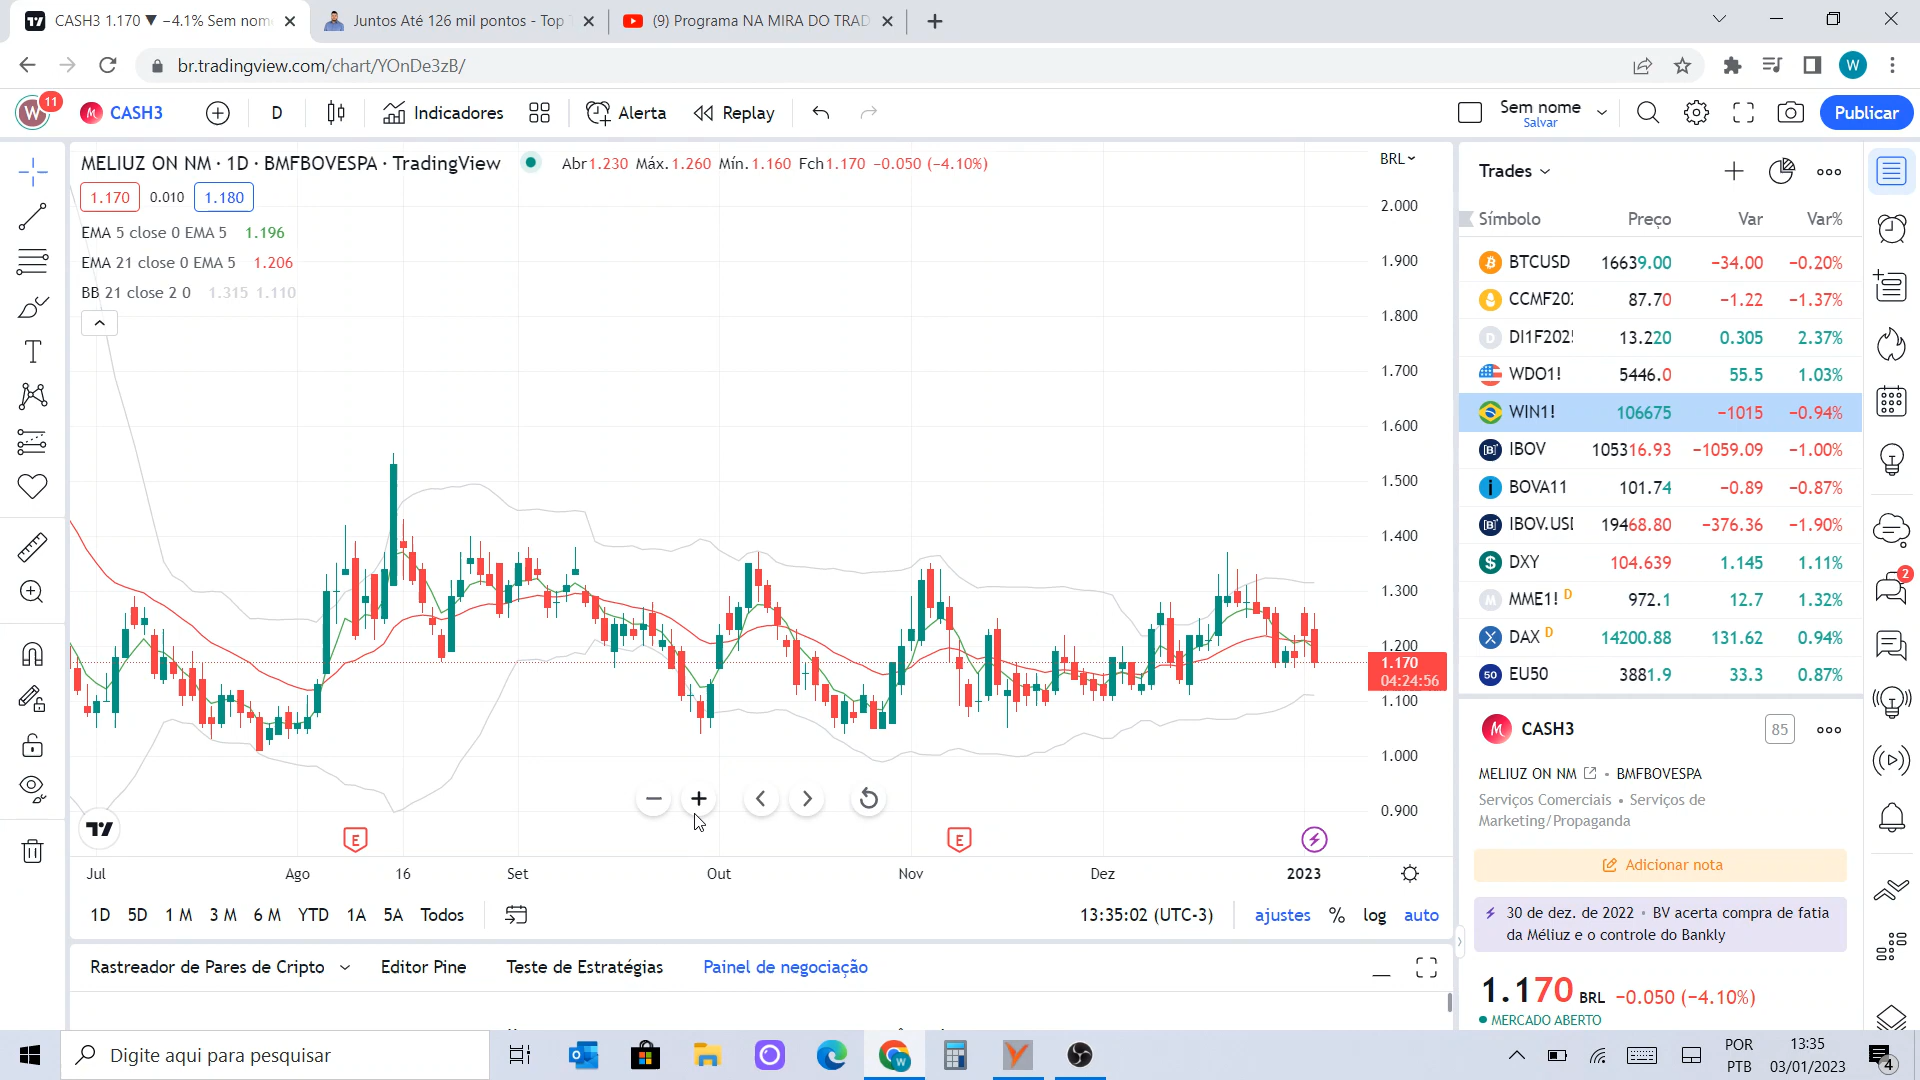 CASH3 1.170 ▼ −4.1% Sem nom
Juntos Até 126 mil pontos - Top
(9) Programa NA MIRA DO TRAD
br.tradingview.com/chart/YOnDe3zB/
W
W
11
CASH3
D
Indicadores
Alerta
Replay
Sem nome
Salvar
Publicar
MELIUZ ON NM · 1D · BMFBOVESPA · TradingView
Abr1.230 Máx.1.260 Mín.1.160 Fch1.170 −0.050 (−4.10%)
BRL
1.170
0.010
1.180
EMA 5 close 0 EMA 5 1.196
EMA 21 close 0 EMA 5 1.206
BB 21 close 2 0 1.315 1.110
2.000
1.900
1.800
1.700
1.600
1.500
1.400
1.300
1.200
1.170
04:24:56
1.100
1.000
0.900
E
E
Jul
Ago
16
Set
Out
Nov
Dez
2023
1D 5D 1 M 3 M 6 M YTD 1A 5A Todos
13:35:02 (UTC-3)
ajustes % log auto
Rastreador de Pares de Cripto
Editor Pine
Teste de Estratégias
Painel de negociação
Trades
Símbolo Preço Var Var%
BTCUSD 16639.00 −34.00 −0.20%
CCMF202 87.70 −1.22 −1.37%
DI1F202 13.220 0.305 2.37%
WDO1! 5446.0 55.5 1.03%
WIN1! 106675 −1015 −0.94%
IBOV 105316.93 −1059.09 −1.00%
BOVA11 101.74 −0.89 −0.87%
IBOV.USD 19468.80 −376.36 −1.90%
DXY 104.639 1.145 1.11%
MME1! D 972.1 12.7 1.32%
DAX D 14200.88 131.62 0.94%
50 EU50 3881.9 33.3 0.87%
2
CASH3
85
MELIUZ ON NM • BMFBOVESPA
Serviços Comerciais • Serviços de
Marketing/Propaganda
Adicionar nota
30 de dez. de 2022 • BV acerta compra de fatia
da Méliuz e o controle do Bankly
1.170 BRL −0.050 (−4.10%)
MERCADO ABERTO
Digite aqui para pesquisar
W
POR
PTB
13:35
03/01/2023
4